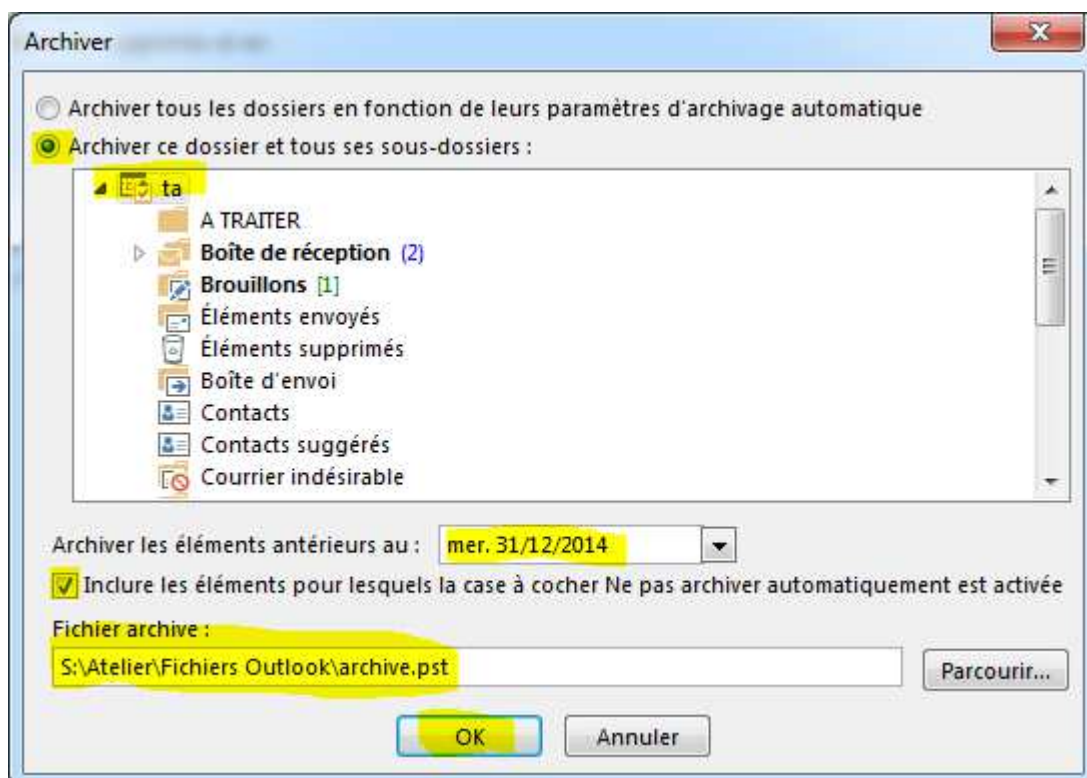 Archiver
Archiver tous les dossiers en fonction de leurs paramètres d'archivage automatique
Archiver ce dossier et tous ses sous-dossiers :
ta
A TRAITER
Boîte de réception (2)
Brouillons [1]
Éléments envoyés
Éléments supprimés
Boîte d'envoi
Contacts
Contacts suggérés
Courrier indésirable
Archiver les éléments antérieurs au : mer. 31/12/2014
Inclure les éléments pour lesquels la case à cocher Ne pas archiver automatiquement est activée
Fichier archive :
S:\Atelier\Fichiers Outlook\archive.pst Parcourir...
OK Annuler